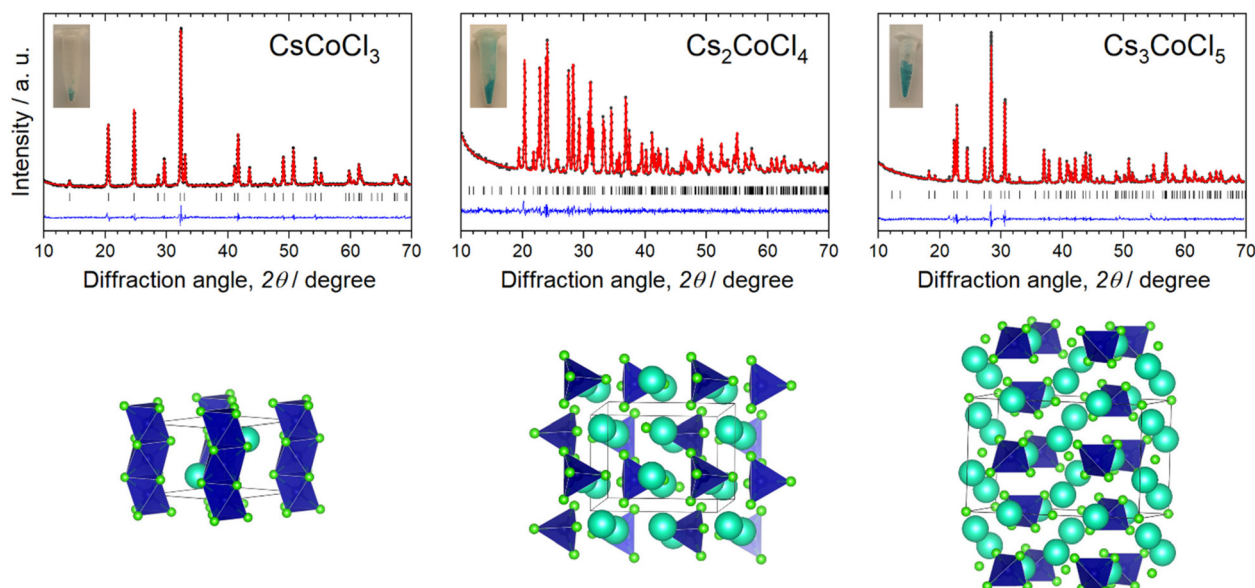 CsCoCl3
Cs2CoCl4
Cs3CoCl5
Intensity / a. u.
10 20 30 40 50 60 70
10 20 30 40 50 60 70
10 20 30 40 50 60 70
Diffraction angle, 2θ / degree
Diffraction angle, 2θ / degree
Diffraction angle, 2θ / degree